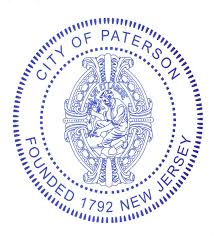 CITY OF PATERSON
FOUNDED 1792 NEW JERSEY